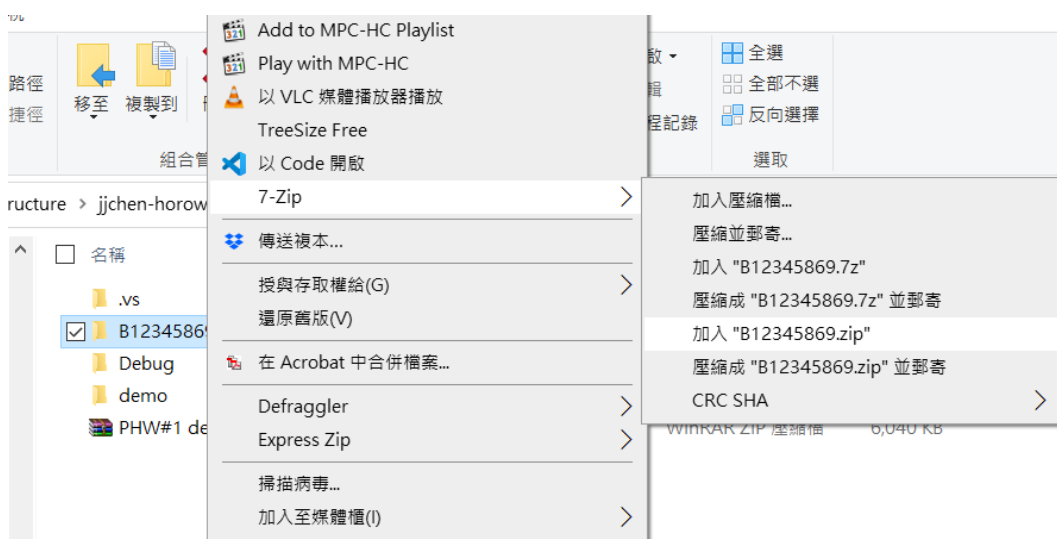 Add to MPC-HC Playlist
Play with MPC-HC
以 VLC 媒體播放器播放
TreeSize Free
以 Code 開啟
7-Zip
傳送複本...
授與存取權給(G)
還原舊版(V)
在 Acrobat 中合併檔案...
Defraggler
Express Zip
掃描病毒...
加入至媒體櫃(I)
路徑
捷徑
移至
複製到
組合管
程記錄
全選
全部不選
反向選擇
選取
ructure
jjchen-horow
名稱
.vs
B12345869
Debug
demo
PHW#1 de
加入壓縮檔...
壓縮並郵寄...
加入 "B12345869.7z"
壓縮成 "B12345869.7z" 並郵寄
加入 "B12345869.zip"
壓縮成 "B12345869.zip" 並郵寄
CRC SHA
WinRAR ZIP 壓縮檔
6,040 KB